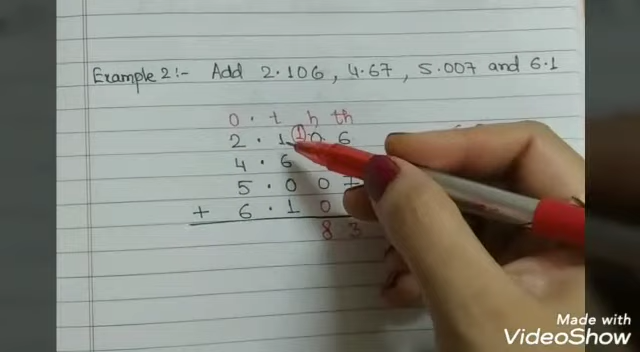 Example 2:- Add 2.106, 4.67, 5.007 and 6.1
O . t h th
2 . 1 1 0 6
4 . 6
5 . 0 0 7
+ 6 . 1 0
8 3
Made with
VideoShow